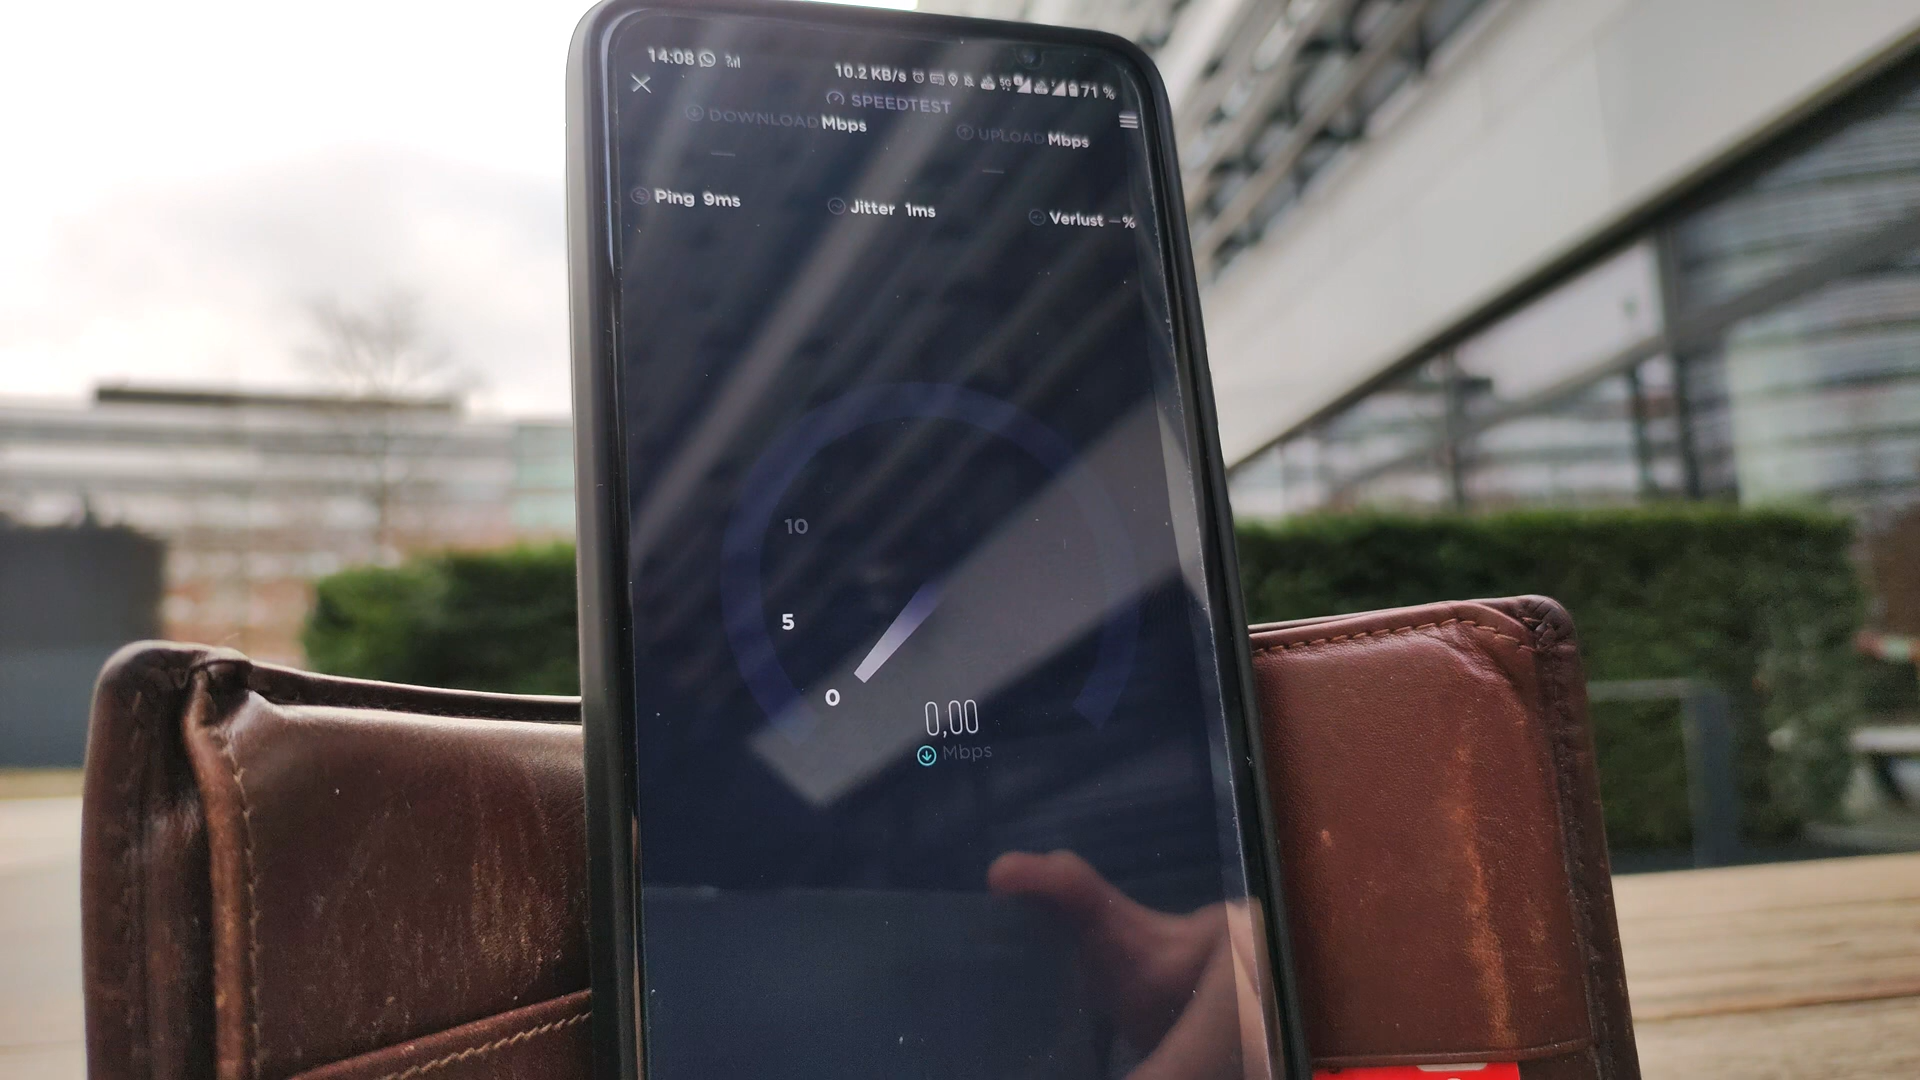 14:08 10.2 KB/s 5G 71 %
SPEEDTEST
DOWNLOAD Mbps UPLOAD Mbps
— —
Ping 9ms Jitter 1ms Verlust –%
10
5
0
0,00
Mbps